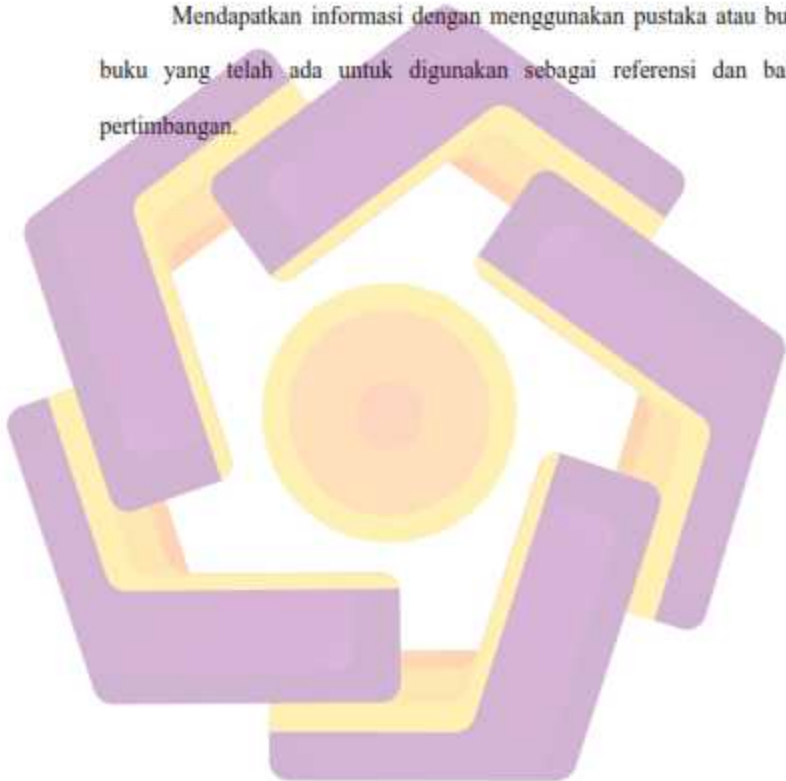 Mendapatkan informasi dengan menggunakan pustaka atau bu
buku yang telah ada untuk digunakan sebagai referensi dan ba
pertimbangan.